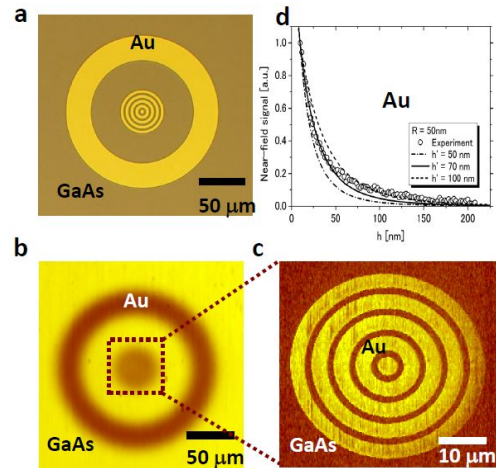 a
Au
GaAs
50 µm
d
1.0
0.8
0.6
0.4
0.2
0.0
Near-field signal [a.u.]
Au
R = 50nm
Experiment
h' = 50 nm
h' = 70 nm
h' = 100 nm
0 50 100 150 200
h [nm]
b
Au
GaAs
50 µm
c
Au
GaAs
10 µm